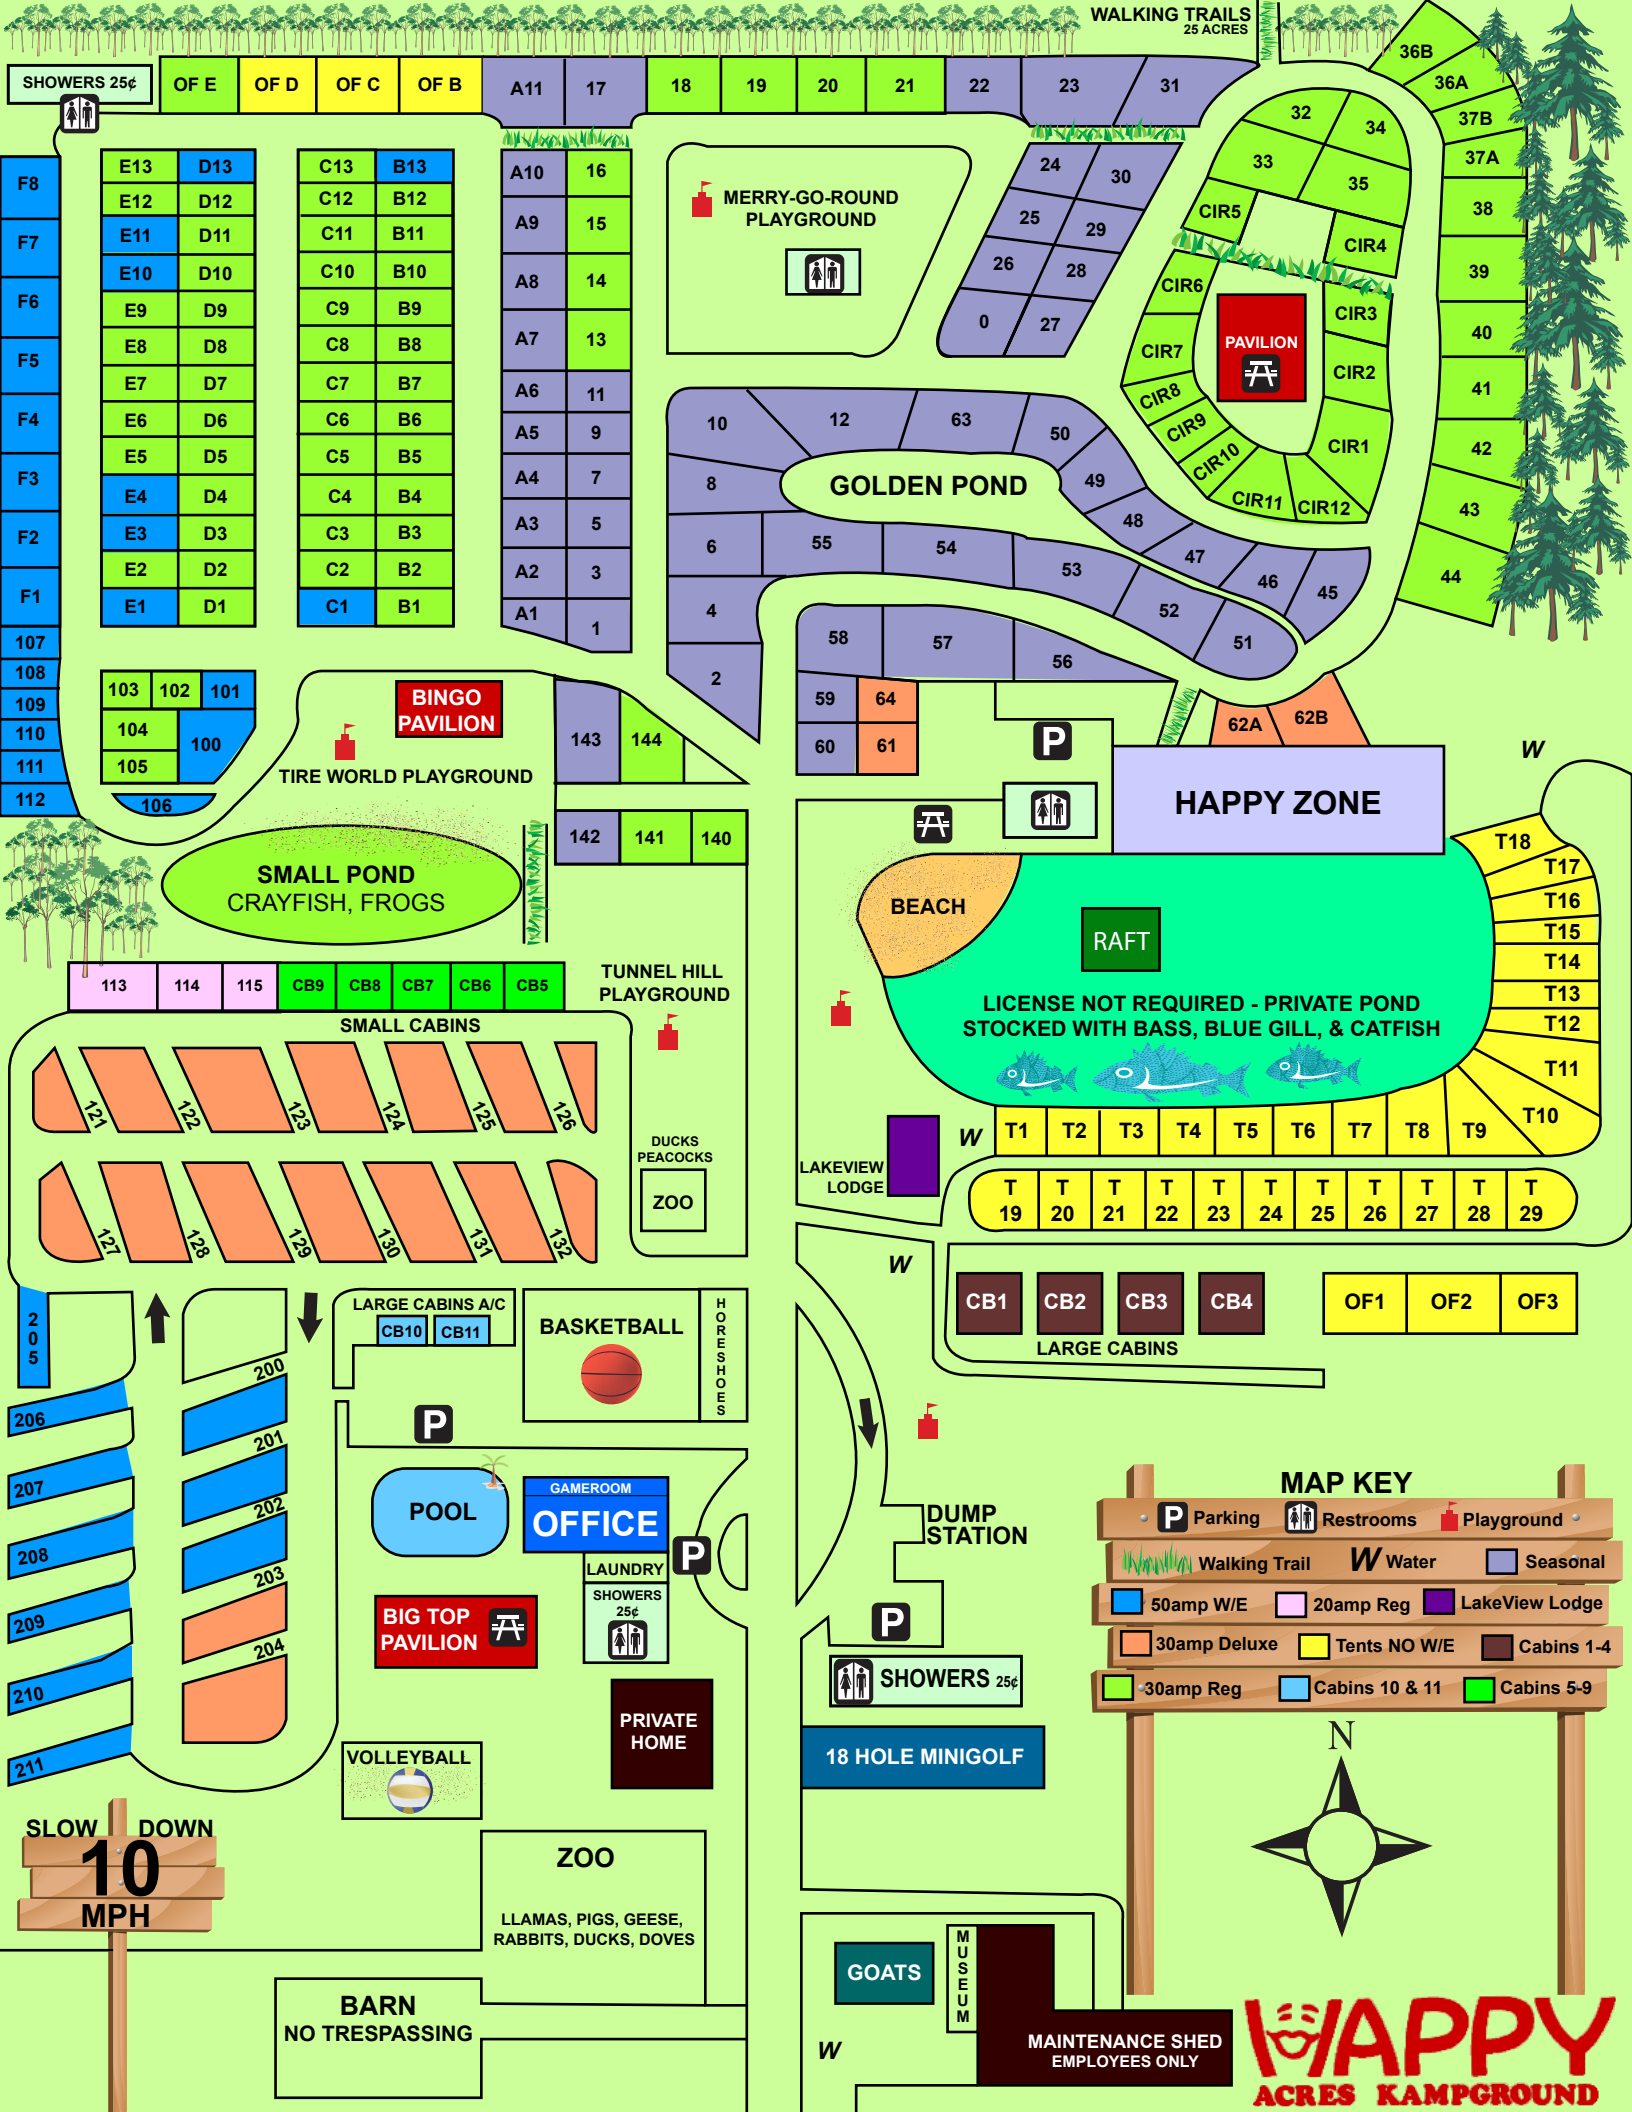 WALKING TRAILS
25 ACRES
SHOWERS 25¢
OF E
OF D
OF C
OF B
A11
17
18
19
20
21
22
23
31
36B
36A
37B
37A
38
39
40
41
42
43
44
32
34
33
35
CIR5
CIR4
CIR6
CIR3
CIR7
CIR2
CIR8
CIR9
CIR10
CIR1
CIR11
CIR12
PAVILION
F8
F7
F6
F5
F4
F3
F2
F1
107
108
109
110
111
112
E13
D13
E12
D12
E11
D11
E10
D10
E9
D9
E8
D8
E7
D7
E6
D6
E5
D5
E4
D4
E3
D3
E2
D2
E1
D1
C13
B13
C12
B12
C11
B11
C10
B10
C9
B9
C8
B8
C7
B7
C6
B6
C5
B5
C4
B4
C3
B3
C2
B2
C1
B1
A10
16
A9
15
A8
14
A7
13
A6
11
A5
9
A4
7
A3
5
A2
3
A1
1
MERRY-GO-ROUND
PLAYGROUND
24
30
25
29
26
28
0
27
10
12
63
50
8
GOLDEN POND
49
48
6
55
54
53
47
46
45
4
52
51
2
58
57
56
59
64
60
61
62A
62B
103
102
101
104
100
105
106
BINGO
PAVILION
TIRE WORLD PLAYGROUND
143
144
142
141
140
P
HAPPY ZONE
W
SMALL POND
CRAYFISH, FROGS
BEACH
RAFT
T18
T17
T16
T15
T14
T13
T12
T11
T10
LICENSE NOT REQUIRED - PRIVATE POND
STOCKED WITH BASS, BLUE GILL, & CATFISH
113
114
115
CB9
CB8
CB7
CB6
CB5
SMALL CABINS
TUNNEL HILL
PLAYGROUND
121
122
123
124
125
126
127
128
129
130
131
132
DUCKS
PEACOCKS
ZOO
LAKEVIEW
LODGE
W
T1
T2
T3
T4
T5
T6
T7
T8
T9
T
19
T
20
T
21
T
22
T
23
T
24
T
25
T
26
T
27
T
28
T
29
W
CB1
CB2
CB3
CB4
LARGE CABINS
OF1
OF2
OF3
205
LARGE CABINS A/C
CB10
CB11
BASKETBALL
HORESHOES
200
201
202
203
204
206
207
208
209
210
211
P
POOL
GAMEROOM
OFFICE
LAUNDRY
P
SHOWERS
25¢
BIG TOP
PAVILION
DUMP
STATION
P
SHOWERS 25¢
18 HOLE MINIGOLF
PRIVATE
HOME
VOLLEYBALL
MAP KEY
P Parking
Restrooms
Playground
Walking Trail
W Water
Seasonal
50amp W/E
20amp Reg
LakeView Lodge
30amp Deluxe
Tents NO W/E
Cabins 1-4
30amp Reg
Cabins 10 & 11
Cabins 5-9
N
SLOW DOWN
10
MPH
ZOO
LLAMAS, PIGS, GEESE,
RABBITS, DUCKS, DOVES
BARN
NO TRESPASSING
GOATS
MUSEUM
W
MAINTENANCE SHED
EMPLOYEES ONLY
HAPPY
ACRES KAMPGROUND